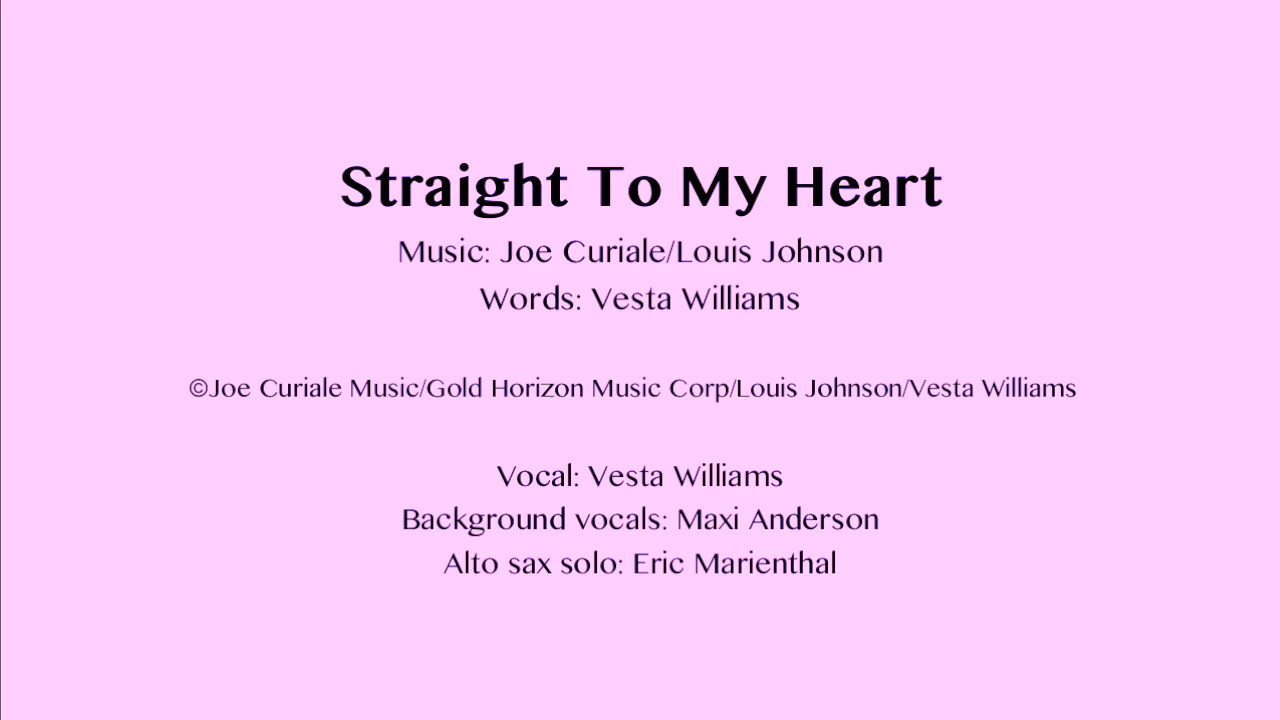 Straight To My Heart
Music: Joe Curiale/Louis Johnson
Words: Vesta Williams
©Joe Curiale Music/Gold Horizon Music Corp/Louis Johnson/Vesta Williams
Vocal: Vesta Williams
Background vocals: Maxi Anderson
Alto sax solo: Eric Marienthal